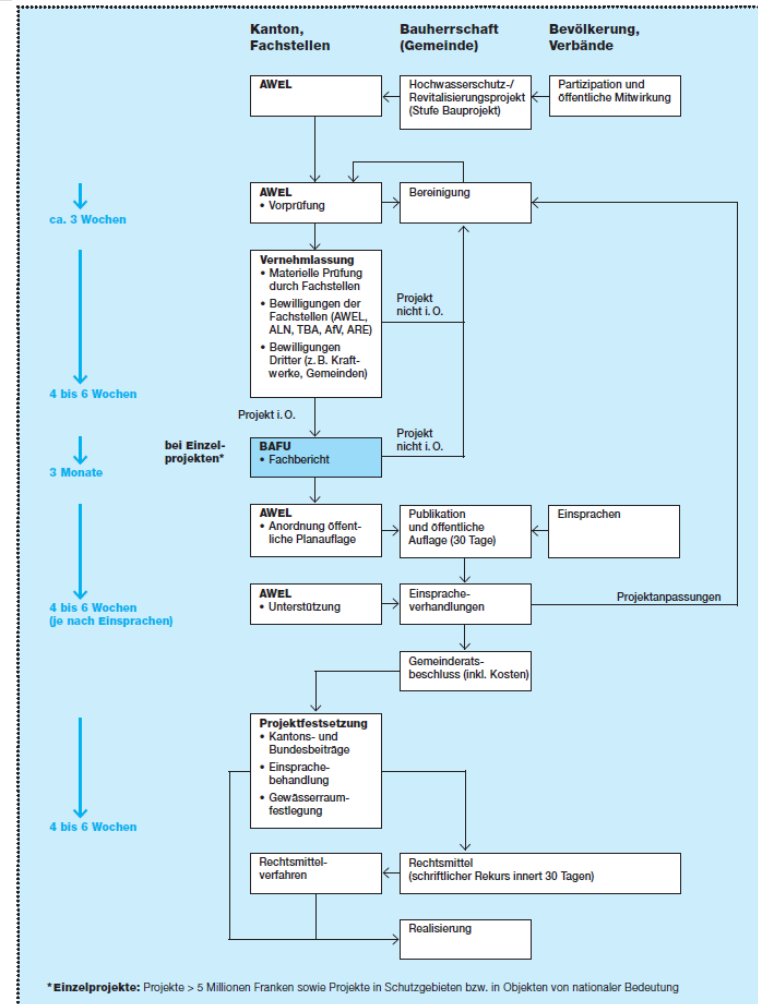 Kanton,
Fachstellen
Bauherrschaft
(Gemeinde)
Bevölkerung,
Verbände
AWEL
Hochwasserschutz-/
Revitalisierungsprojekt
(Stufe Bauprojekt)
Partizipation und
öffentliche Mitwirkung
ca. 3 Wochen
AWEL
• Vorprüfung
Bereinigung
4 bis 6 Wochen
Vernehmlassung
• Materielle Prüfung
durch Fachstellen
• Bewilligungen der
Fachstellen (AWEL,
ALN, TBA, AfV, ARE)
• Bewilligungen
Dritter (z. B. Kraft-
werke, Gemeinden)
Projekt
nicht i. O.
Projekt i. O.
3 Monate
bei Einzel-
projekten*
BAFU
• Fachbericht
Projekt
nicht i. O.
AWEL
• Anordnung öffent-
liche Planauflage
Publikation
und öffentliche
Auflage (30 Tage)
Einsprachen
4 bis 6 Wochen
(je nach Einsprachen)
AWEL
• Unterstützung
Einsprache-
verhandlungen
Projektanpassungen
Gemeinderats-
beschluss (inkl. Kosten)
Projektfestsetzung
• Kantons- und
Bundesbeiträge
• Einsprache-
behandlung
• Gewässerraum-
festlegung
4 bis 6 Wochen
Rechtsmittel-
verfahren
Rechtsmittel
(schriftlicher Rekurs innert 30 Tagen)
Realisierung
*Einzelprojekte: Projekte > 5 Millionen Franken sowie Projekte in Schutzgebieten bzw. in Objekten von nationaler Bedeutung